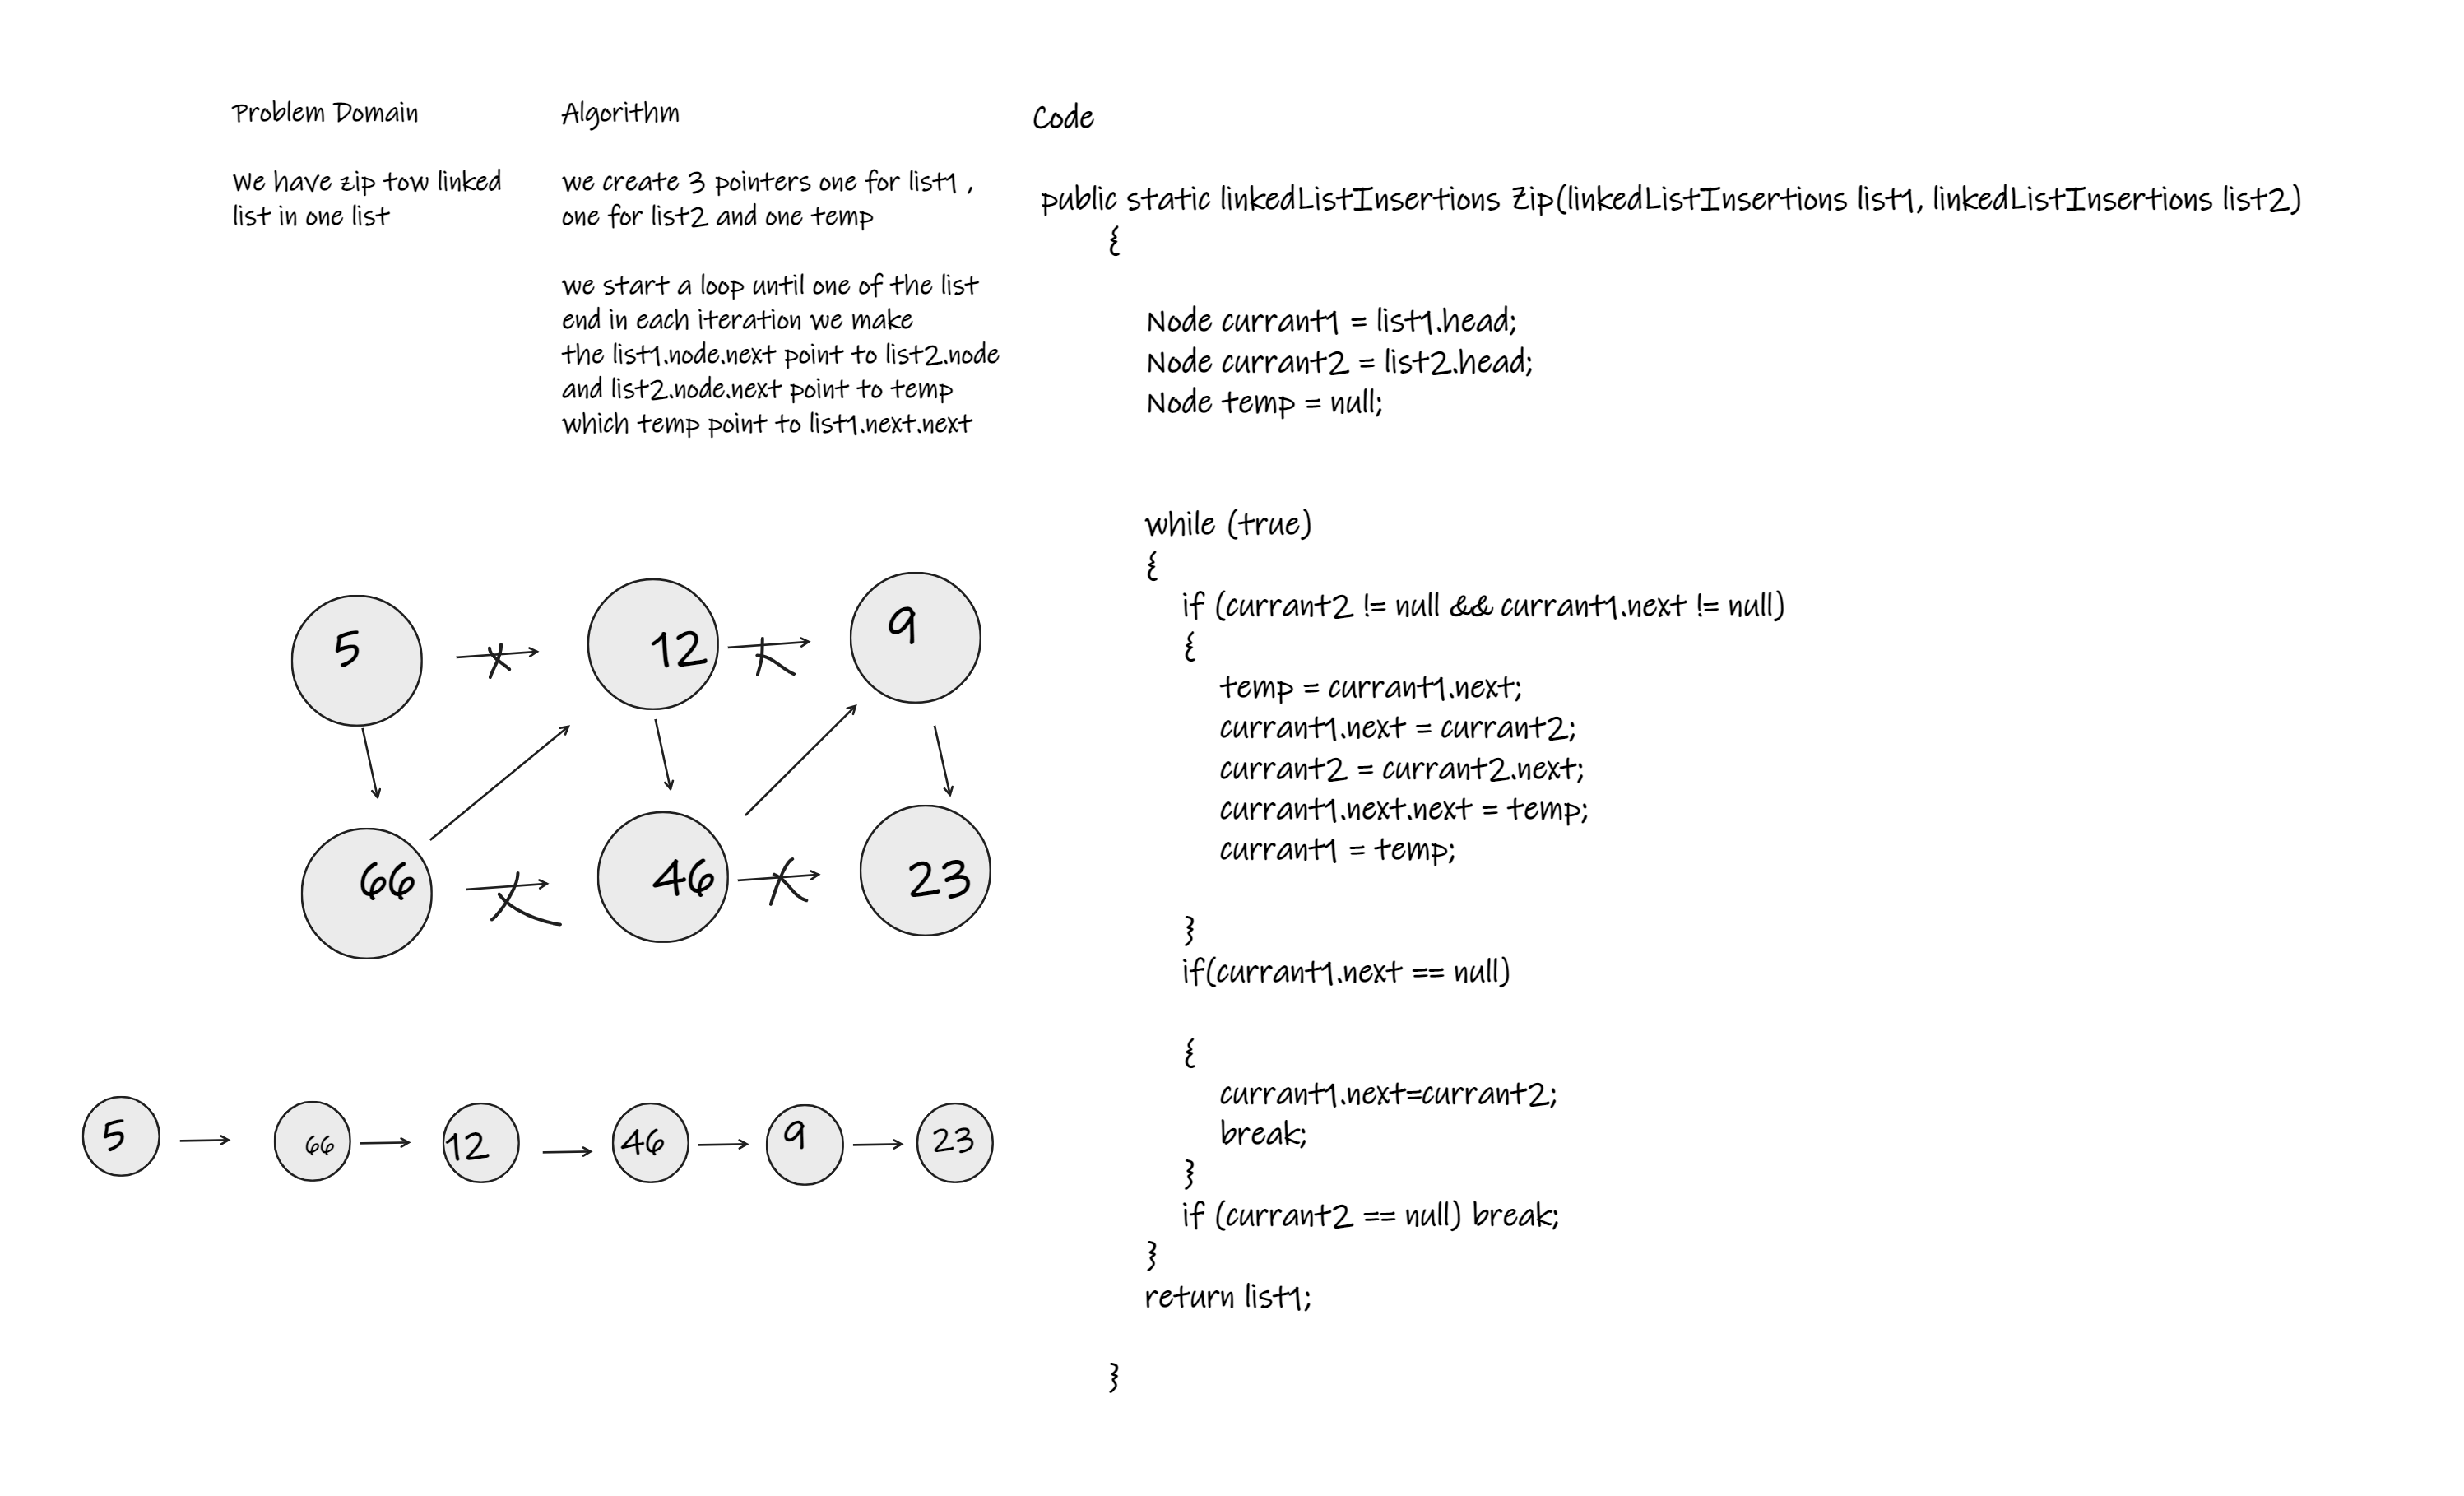 Problem Domain
We have zip tow linked
list in one list
Algorithm
we create 3 pointers one for list1 ,
one for list2 and one temp
we start a loop until one of the list
end in each iteration we make
the list1.node.next point to list2.node
and list2.node.next point to temp
which temp point to list1.next.next
5
12
9
66
46
23
5
66
12
46
9
23
Code
public static linkedListInsertions Zip(linkedListInsertions list1, linkedListInsertions list2)
{
Node currant1 = list1.head;
Node currant2 = list2.head;
Node temp = null;
while (true)
{
if (currant2 != null && currant1.next != null)
{
temp = currant1.next;
currant1.next = currant2;
currant2 = currant2.next;
currant1.next.next = temp;
currant1 = temp;
}
if(currant1.next == null)
{
currant1.next=currant2;
break;
}
if (currant2 == null) break;
}
return list1;
}